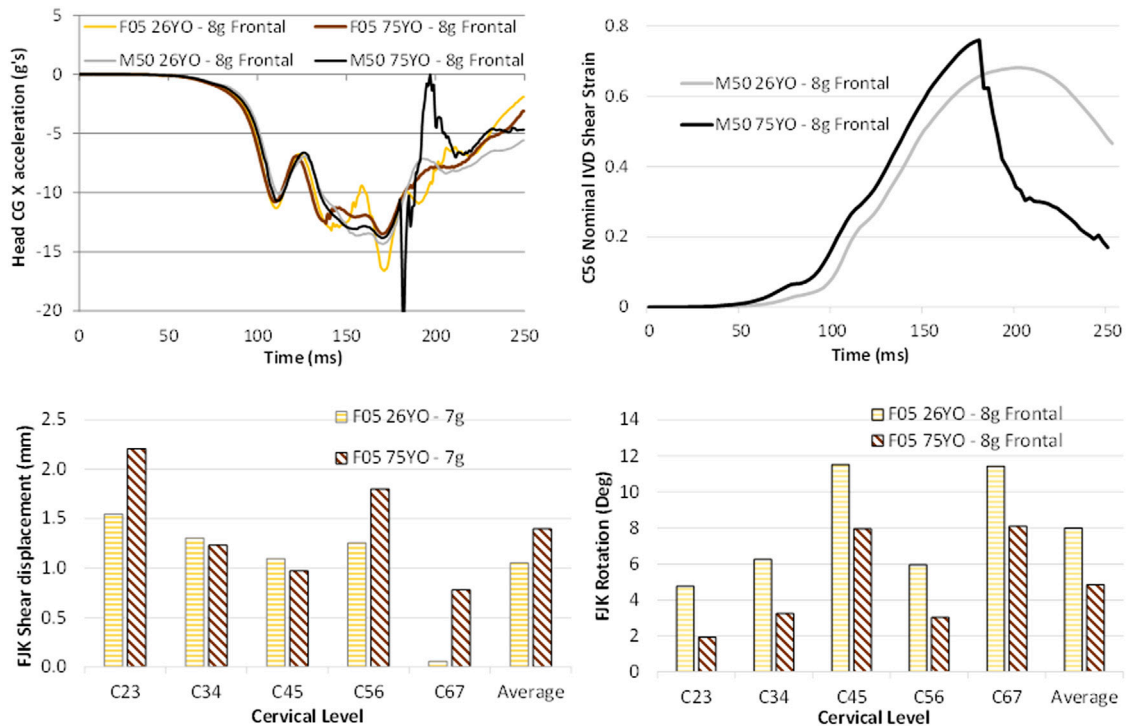 5
0
-5
-10
-15
-20
Head CG X acceleration (g's)
F05 26YO - 8g Frontal
F05 75YO - 8g Frontal
M50 26YO - 8g Frontal
M50 75YO - 8g Frontal
0 50 100 150 200 250
Time (ms)
0.8
0.6
0.4
0.2
0
C56 Nominal IVD Shear Strain
M50 26YO - 8g Frontal
M50 75YO - 8g Frontal
0 50 100 150 200 250
Time (ms)
2.5
2.0
1.5
1.0
0.5
0.0
FJK Shear displacement (mm)
F05 26YO - 7g
F05 75YO - 7g
C23 C34 C45 C56 C67 Average
Cervical Level
14
12
10
8
6
4
2
0
FJK Rotation (Deg)
F05 26YO - 8g Frontal
F05 75YO - 8g Frontal
C23 C34 C45 C56 C67 Average
Cervical Level